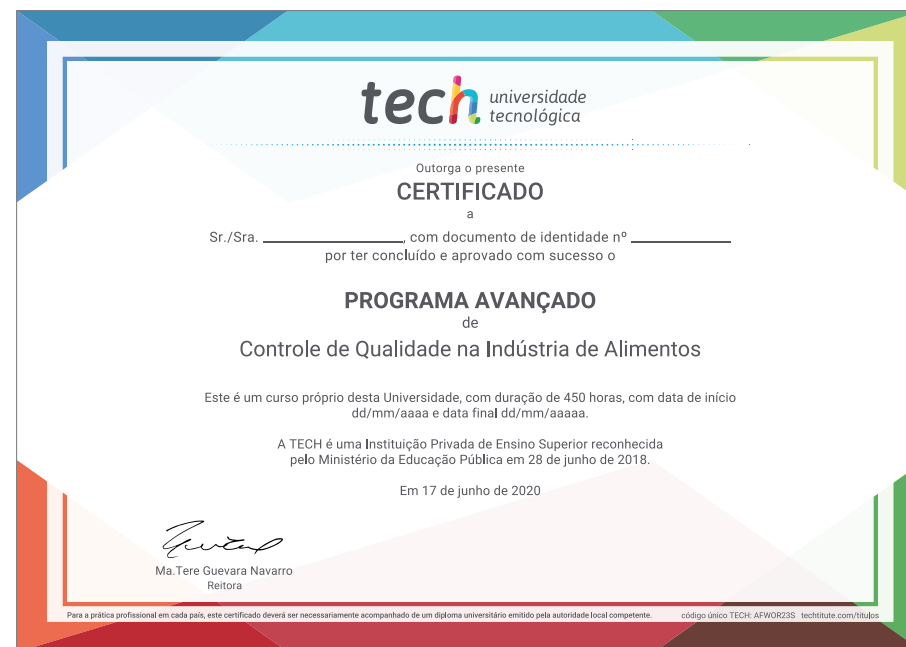 tech universidade
tecnológica
Outorga o presente
CERTIFICADO
a
Sr./Sra. ____________, com documento de identidade nº ____________
por ter concluído e aprovado com sucesso o
PROGRAMA AVANÇADO
de
Controle de Qualidade na Indústria de Alimentos
Este é um curso próprio desta Universidade, com duração de 450 horas, com data de início
dd/mm/aaaa e data final dd/mm/aaaaa.
A TECH é uma Instituição Privada de Ensino Superior reconhecida
pelo Ministério da Educação Pública em 28 de junho de 2018.
Em 17 de junho de 2020
Ma.Tere Guevara Navarro
Reitora
Para a prática profissional em cada país, este certificado deverá ser necessariamente acompanhado de um diploma universitário emitido pela autoridade local competente. código único TECH: AFWOR23S techtitute.com/titulos